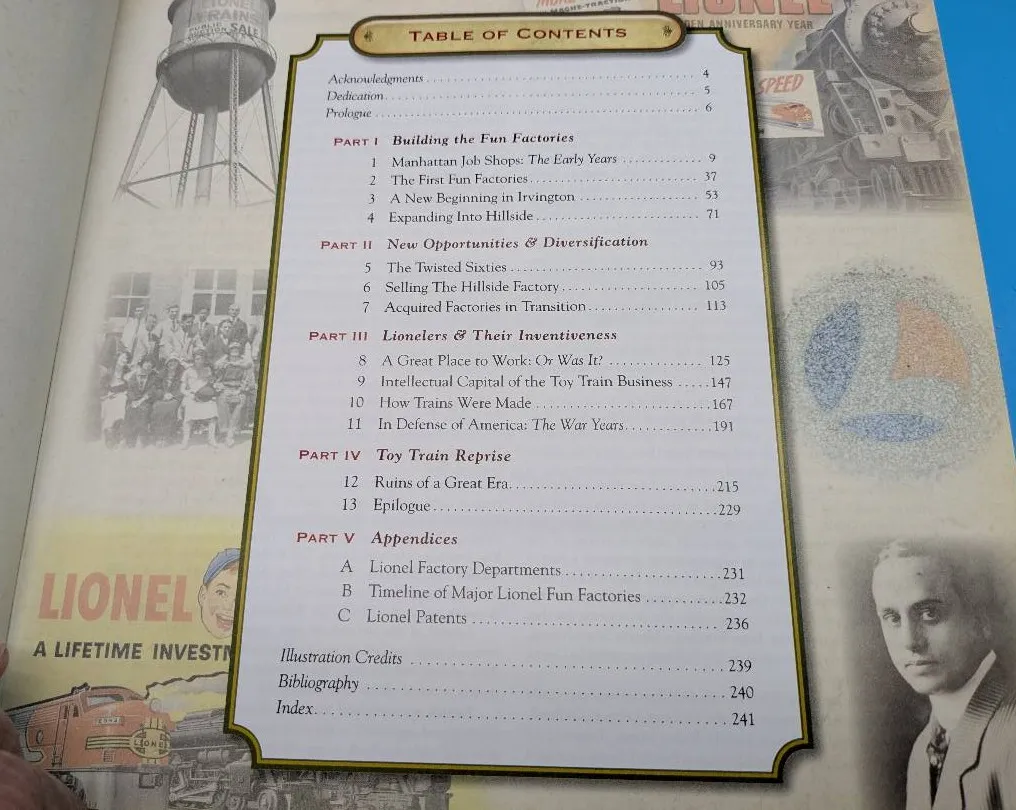 LIONEL
TRAINS
SALE
LIONEL
EN ANNIVERSARY YEAR
SPEED
TABLE OF CONTENTS
Acknowledgments 4
Dedication 5
Prologue 6
PART I Building the Fun Factories
1 Manhattan Job Shops: The Early Years 9
2 The First Fun Factories 37
3 A New Beginning in Irvington 53
4 Expanding Into Hillside 71
PART II New Opportunities & Diversification
5 The Twisted Sixties 93
6 Selling The Hillside Factory 105
7 Acquired Factories in Transition 113
PART III Lionelers & Their Inventiveness
8 A Great Place to Work: Or Was It? 125
9 Intellectual Capital of the Toy Train Business 147
10 How Trains Were Made 167
11 In Defense of America: The War Years 191
PART IV Toy Train Reprise
12 Ruins of a Great Era 215
13 Epilogue 229
PART V Appendices
A Lionel Factory Departments 231
B Timeline of Major Lionel Fun Factories 232
C Lionel Patents 236
Illustration Credits 239
Bibliography 240
Index 241
LIONEL
A LIFETIME INVESTM
LIONEL